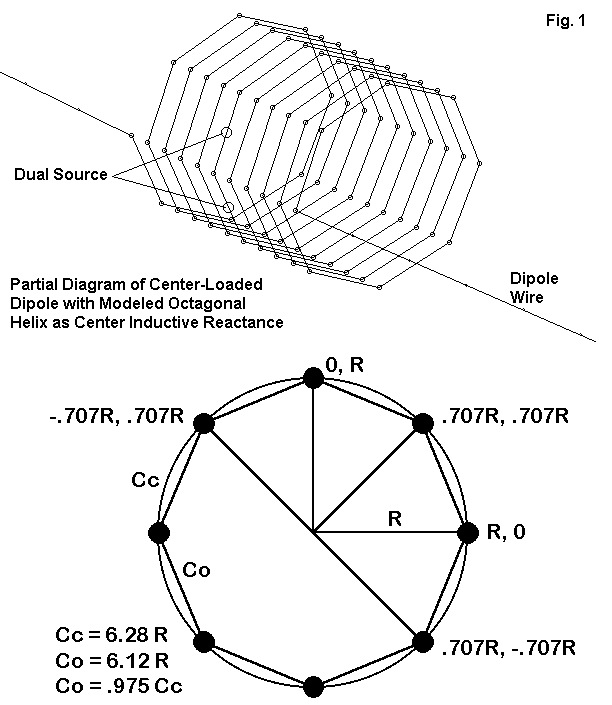 Fig. 1
Dual Source
Partial Diagram of Center-Loaded
Dipole with Modeled Octagonal
Helix as Center Inductive Reactance
Dipole
Wire
0, R
-.707R, .707R
.707R, .707R
Cc
R
R, 0
Co
.707R, -.707R
Cc = 6.28 R
Co = 6.12 R
Co = .975 Cc